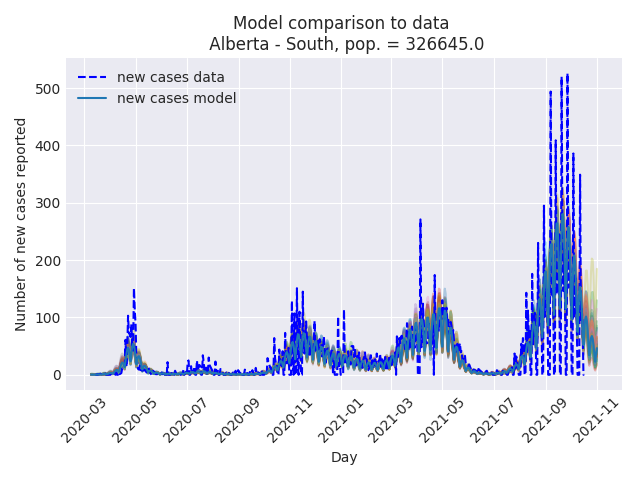 Model comparison to data
Alberta - South, pop. = 326645.0
new cases data
new cases model
Number of new cases reported
500
400
300
200
100
0
2020-03
2020-05
2020-07
2020-09
2020-11
2021-01
2021-03
2021-05
2021-07
2021-09
2021-11
Day